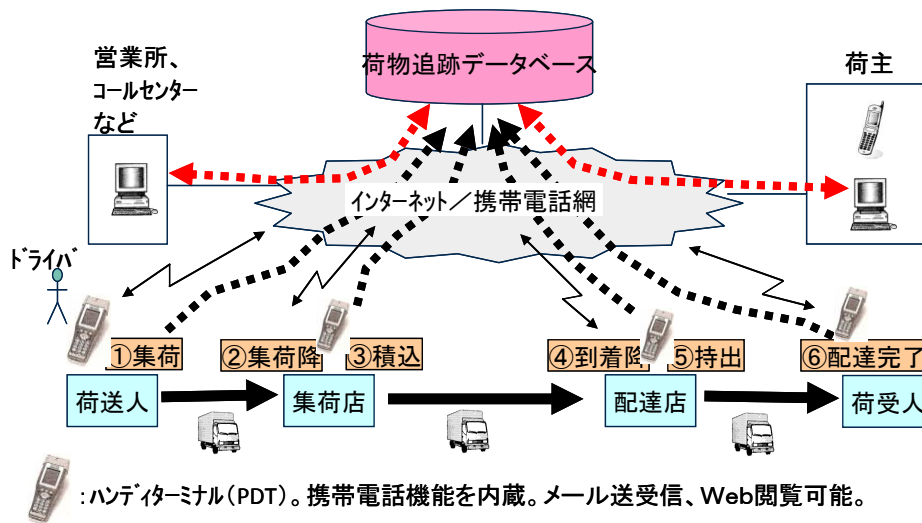 荷物追跡データベース
営業所、
コールセンター
など
荷主
インターネット／携帯電話網
ドライバ
①集荷
②集荷降
③積込
④到着降
⑤持出
⑥配達完了
荷送人
集荷店
配達店
荷受人
：ハンディターミナル（PDT）。携帯電話機能を内蔵。メール送受信、Web閲覧可能。